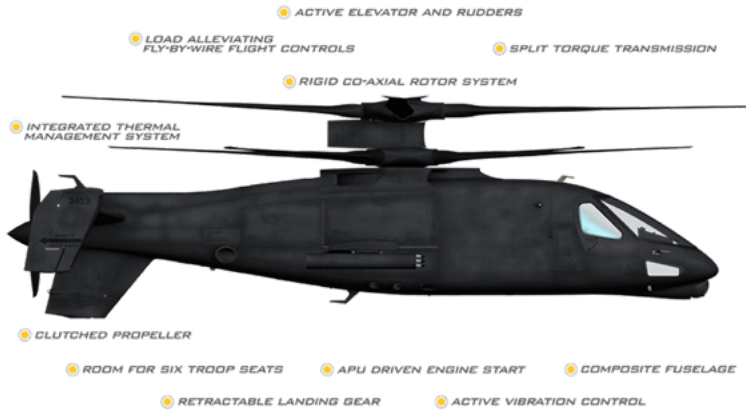 ACTIVE ELEVATOR AND RUDDERS
LOAD ALLEVIATING
FLY-BY-WIRE FLIGHT CONTROLS
SPLIT TORQUE TRANSMISSION
RIGID CO-AXIAL ROTOR SYSTEM
INTEGRATED THERMAL
MANAGEMENT SYSTEM
CLUTCHED PROPELLER
ROOM FOR SIX TROOP SEATS
APU DRIVEN ENGINE START
COMPOSITE FUSELAGE
RETRACTABLE LANDING GEAR
ACTIVE VIBRATION CONTROL